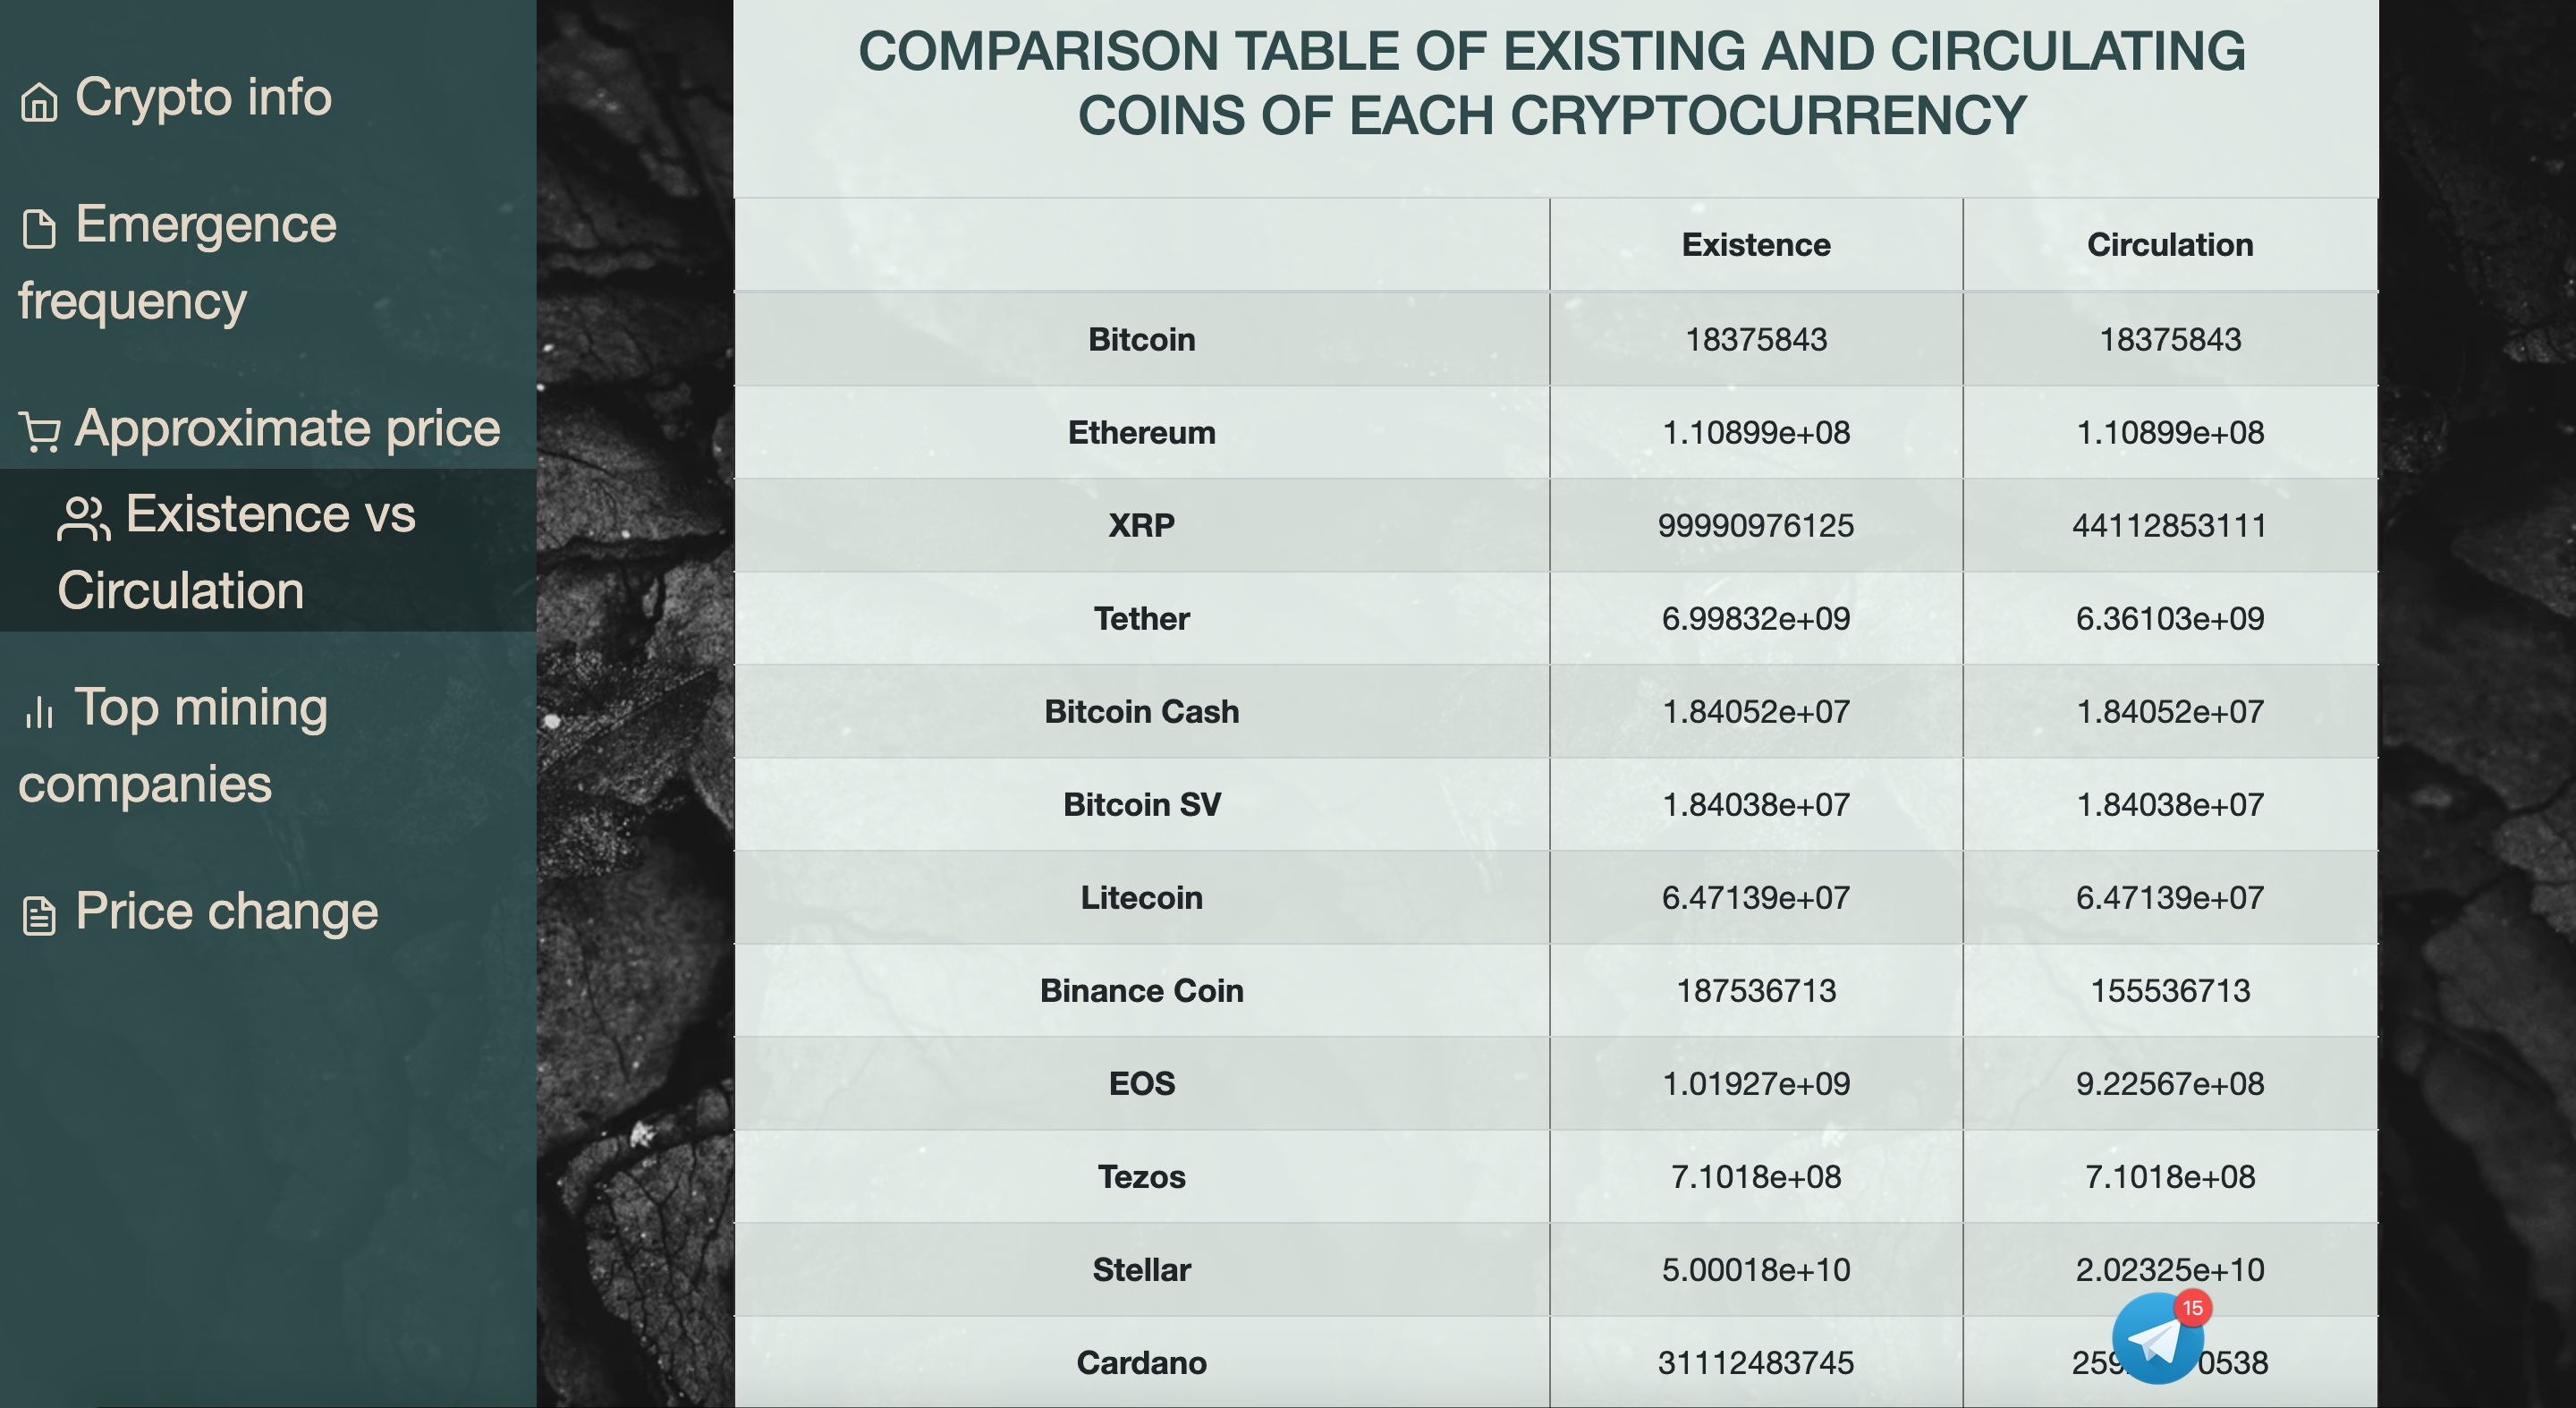 Crypto info
Emergence
frequency
Approximate price
Existence vs
Circulation
Top mining
companies
Price change
COMPARISON TABLE OF EXISTING AND CIRCULATING
COINS OF EACH CRYPTOCURRENCY
Existence Circulation
Bitcoin 18375843 18375843
Ethereum 1.10899e+08 1.10899e+08
XRP 99990976125 44112853111
Tether 6.99832e+09 6.36103e+09
Bitcoin Cash 1.84052e+07 1.84052e+07
Bitcoin SV 1.84038e+07 1.84038e+07
Litecoin 6.47139e+07 6.47139e+07
Binance Coin 187536713 155536713
EOS 1.01927e+09 9.22567e+08
Tezos 7.1018e+08 7.1018e+08
Stellar 5.00018e+10 2.02325e+10
15
Cardano 31112483745